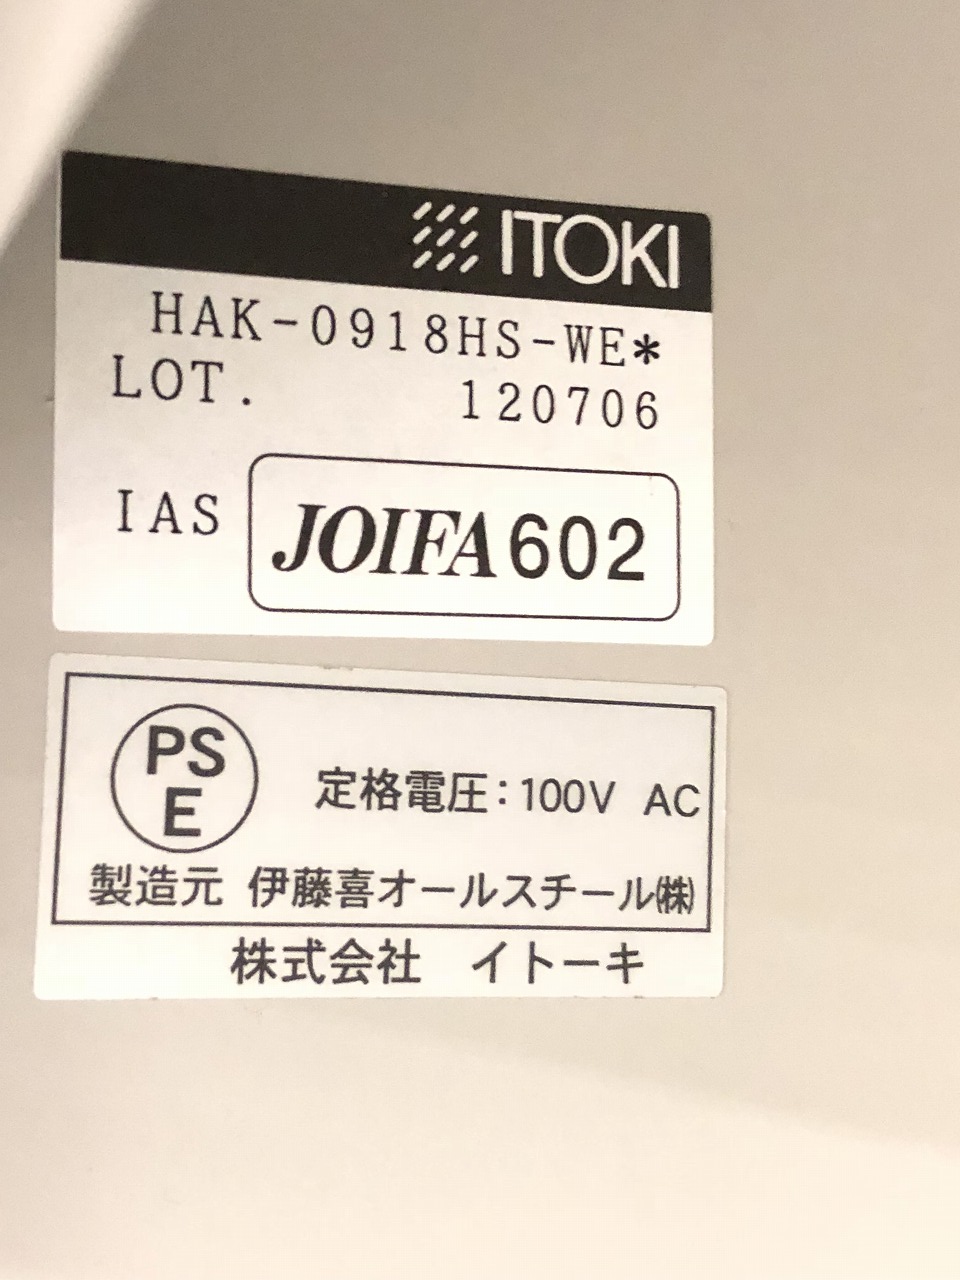 ITOKI
HAK-0918HS-WE*
LOT. 120706
IAS JOIFA602
PS
E
定格電圧:100V AC
製造元 伊藤喜オールスチール㈱
株式会社 イトーキ